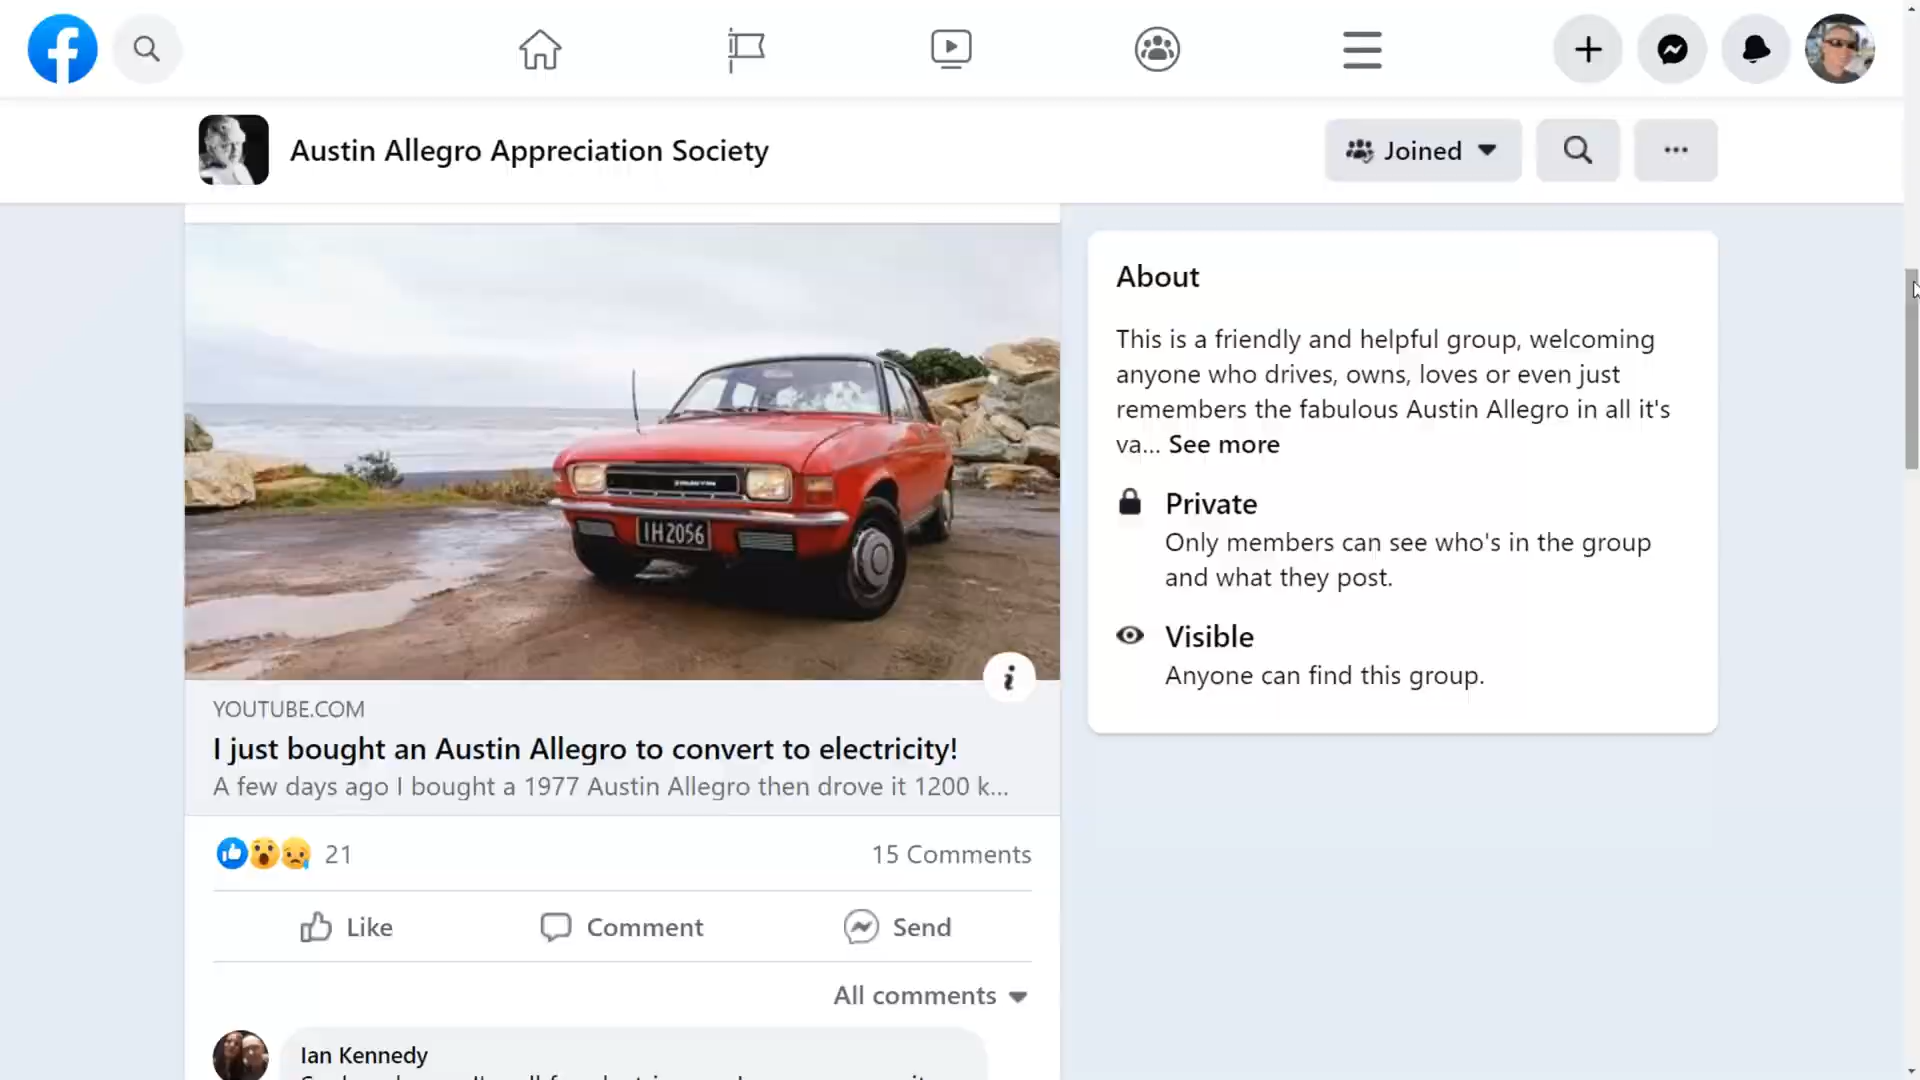 Austin Allegro Appreciation Society
Joined
IH2056
YOUTUBE.COM
I just bought an Austin Allegro to convert to electricity!
A few days ago I bought a 1977 Austin Allegro then drove it 1200 k...
21
15 Comments
Like
Comment
Send
All comments
Ian Kennedy
About
This is a friendly and helpful group, welcoming
anyone who drives, owns, loves or even just
remembers the fabulous Austin Allegro in all it's
va... See more
Private
Only members can see who's in the group
and what they post.
Visible
Anyone can find this group.